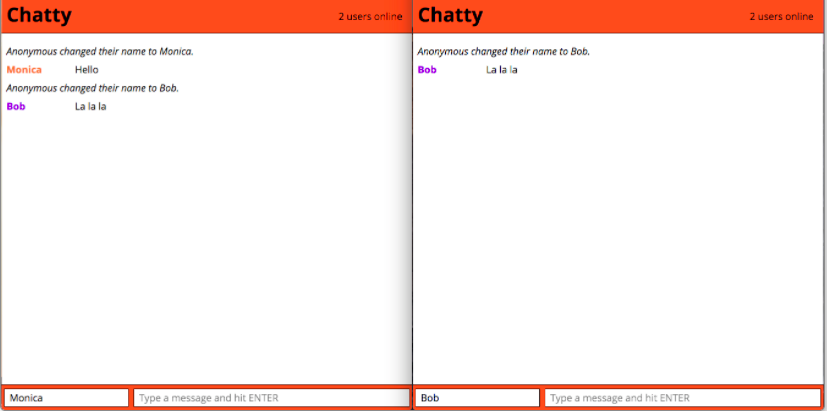 Chatty
2 users online
Anonymous changed their name to Monica.
Monica Hello
Anonymous changed their name to Bob.
Bob La la la
Monica
Type a message and hit ENTER
Chatty
2 users online
Anonymous changed their name to Bob.
Bob La la la
Bob
Type a message and hit ENTER